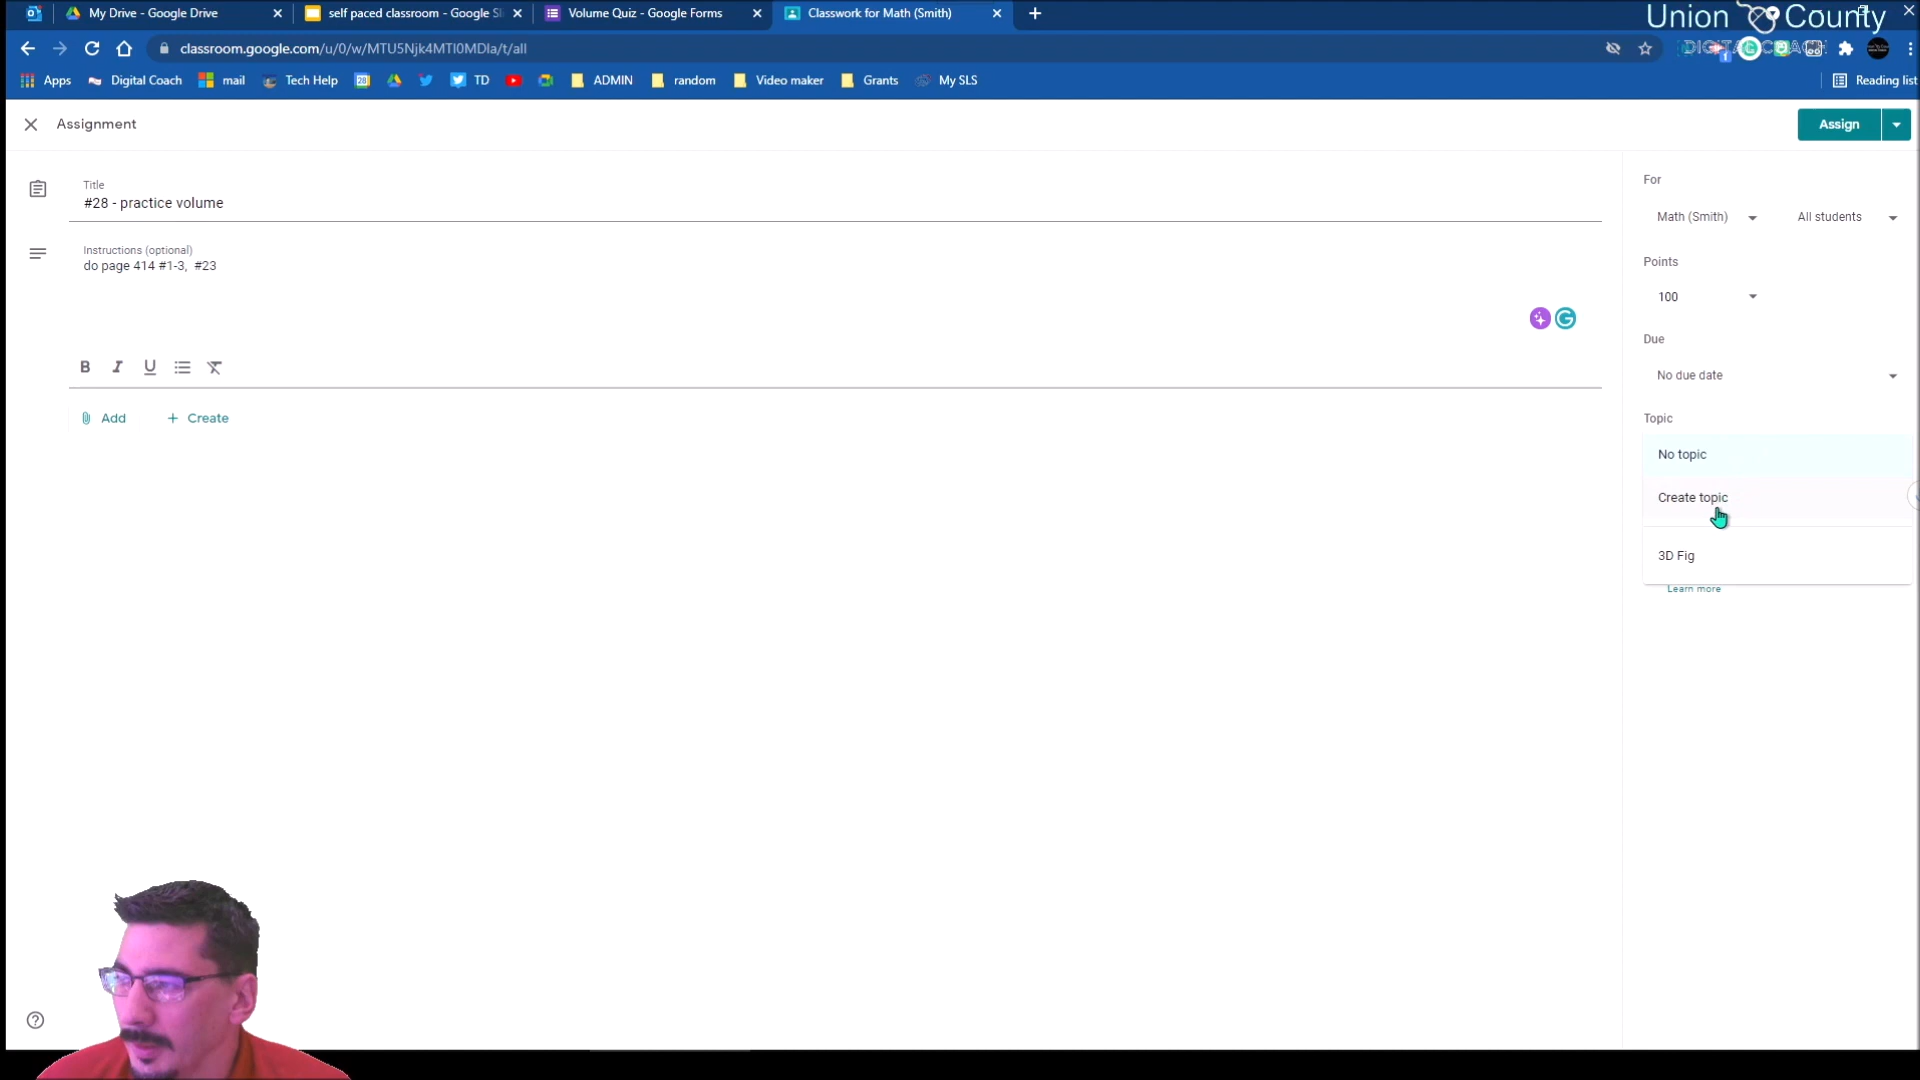 My Drive - Google Drive
self paced classroom - Google Sl
Volume Quiz - Google Forms
Classwork for Math (Smith)
Union County
classroom.google.com/u/0/w/MTU5Njk4MTI0MDIa/t/all
DIGITAL COACH
Apps
Digital Coach
mail
Tech Help
TD
ADMIN
random
Video maker
Grants
My SLS
Reading list
Assignment
Assign
Title
#28 - practice volume
Instructions (optional)
do page 414 #1-3,  #23
B I U
Add
+ Create
For
Math (Smith)
All students
Points
100
Due
No due date
Topic
No topic
Create topic
3D Fig
Learn more